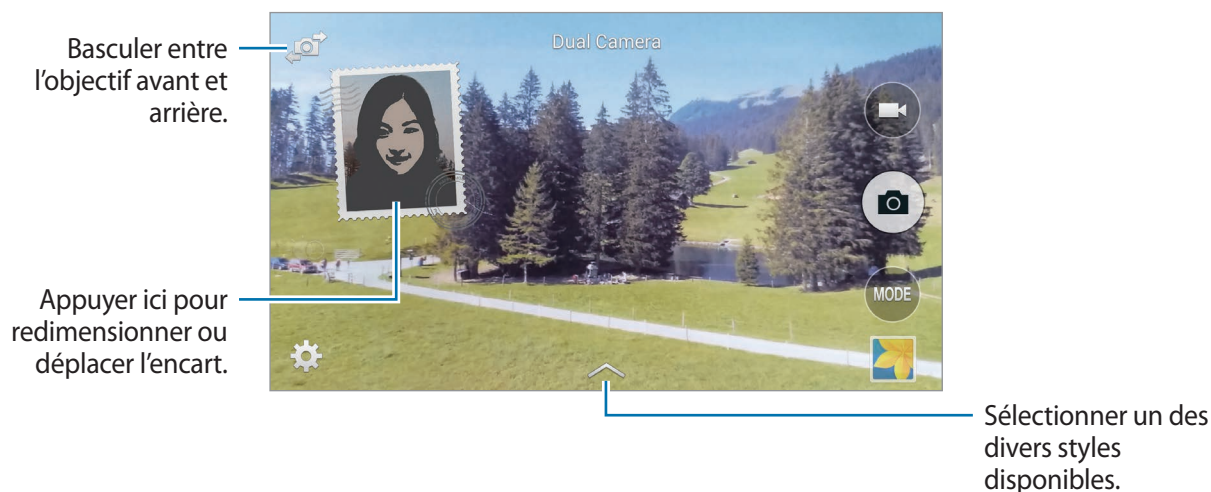 Basculer entre
l’objectif avant et
arrière.
Dual Camera
MODE
Appuyer ici pour
redimensionner ou
déplacer l’encart.
Sélectionner un des
divers styles
disponibles.